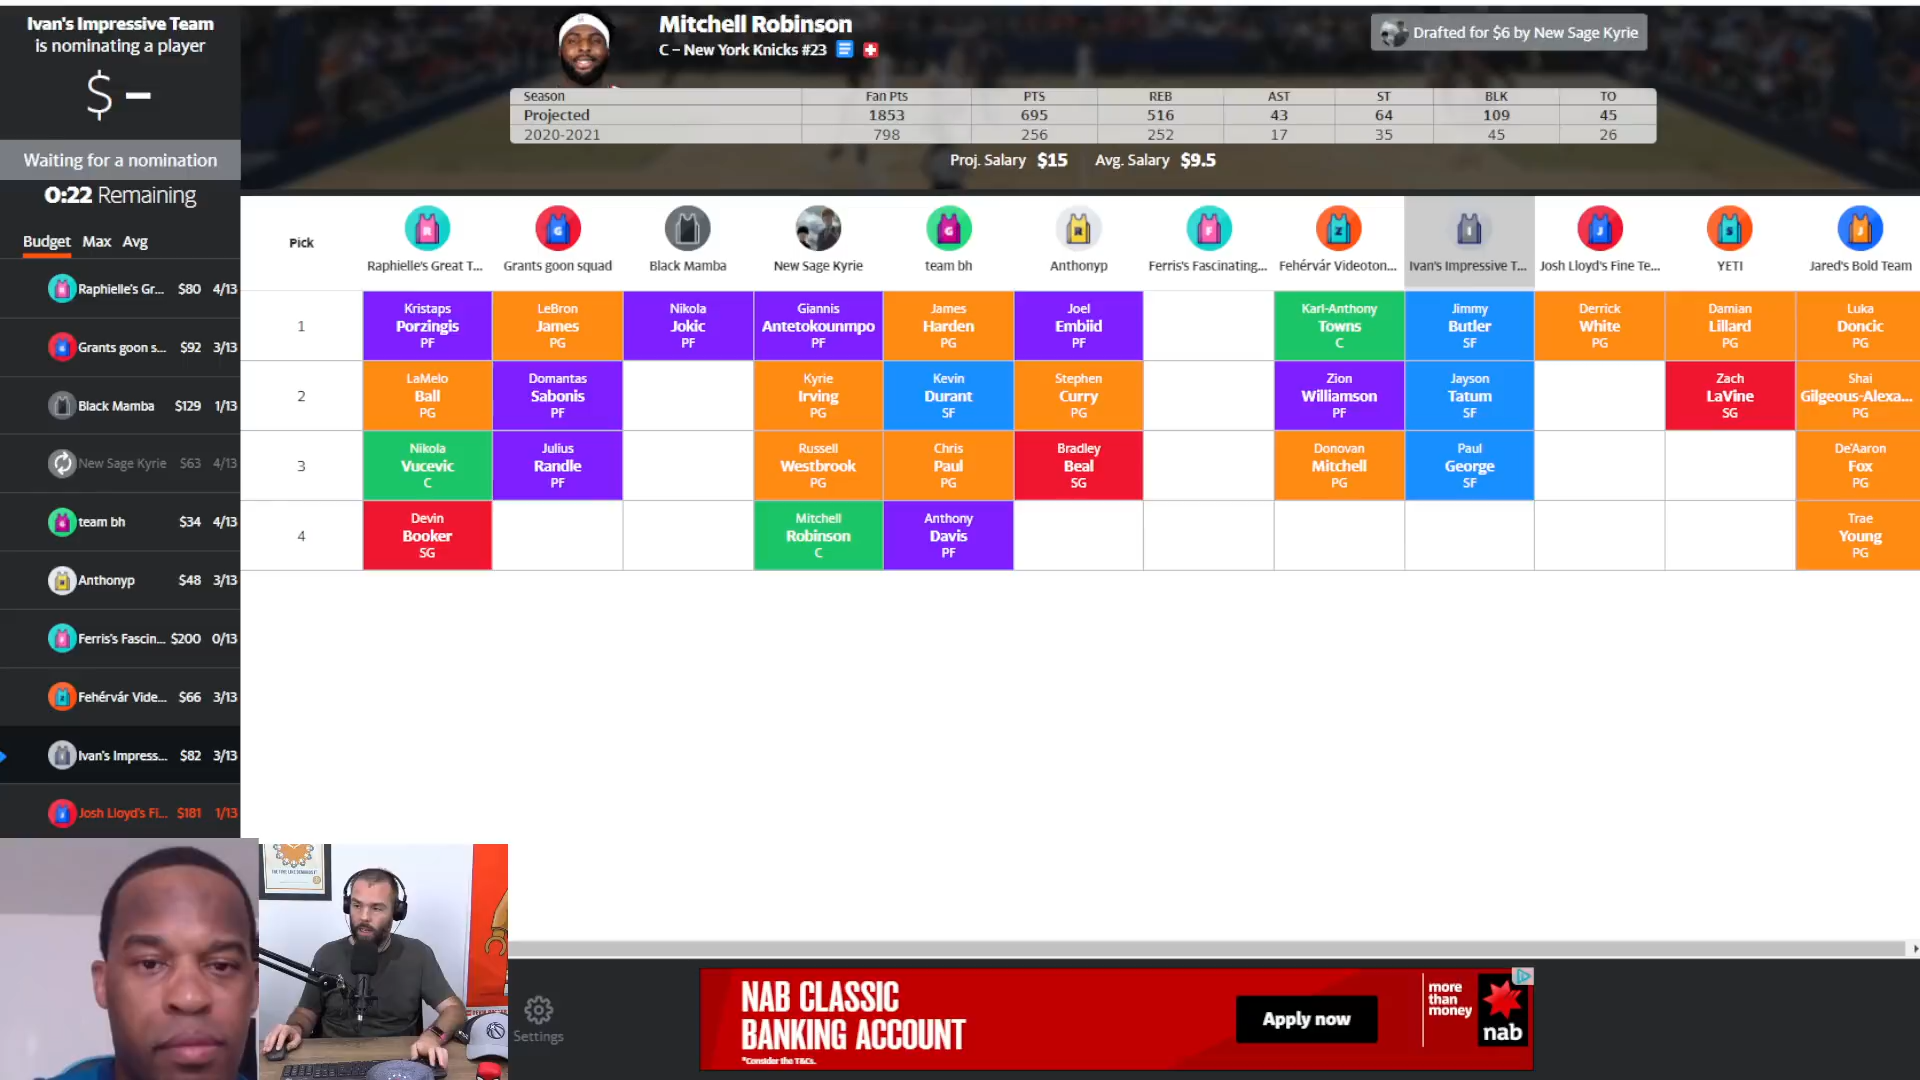 Ivan's Impressive Team
is nominating a player
$ –
Waiting for a nomination
0:22 Remaining
Budget Max Avg
Raphielle's Gr... $80 4/13
Grants goon s... $92 3/13
Black Mamba $129 1/13
New Sage Kyrie $63 4/13
team bh $34 4/13
Anthonyp $48 3/13
Ferris's Fascin... $200 0/13
Fehérvár Vide... $66 3/13
Ivan's Impress... $82 3/13
Josh Lloyd's Fi... $181 1/13
Mitchell Robinson
C – New York Knicks #23
Drafted for $6 by New Sage Kyrie
Season Fan Pts PTS REB AST ST BLK TO
Projected 1853 695 516 43 64 109 45
2020-2021 798 256 252 17 35 45 26
Proj. Salary $15 Avg. Salary $9.5
R G G R F Z I J S J
Pick Raphielle's Great T... Grants goon squad Black Mamba New Sage Kyrie team bh Anthonyp Ferris's Fascinating... Fehérvár Videoton... Ivan's Impressive T... Josh Lloyd's Fine Te... YETI Jared's Bold Team
Kristaps LeBron Nikola Giannis James Joel Karl-Anthony Jimmy Derrick Damian Luka
1 Porzingis James Jokic Antetokounmpo Harden Embiid Towns Butler White Lillard Doncic
PF PG PF PF PG PF C SF PG PG PG
LaMelo Domantas Kyrie Kevin Stephen Zion Jayson Zach Shai
2 Ball Sabonis Irving Durant Curry Williamson Tatum LaVine Gilgeous-Alexa...
PG PF PG SF PG PF SF SG PG
Nikola Julius Russell Chris Bradley Donovan Paul De'Aaron
3 Vucevic Randle Westbrook Paul Beal Mitchell George Fox
C PF PG PG SG PG SF PG
Devin Mitchell Anthony Trae
4 Booker Robinson Davis Young
SG C PF PG
Settings
NAB CLASSIC
BANKING ACCOUNT
*Consider the T&Cs.
Apply now
more
than
money
nab